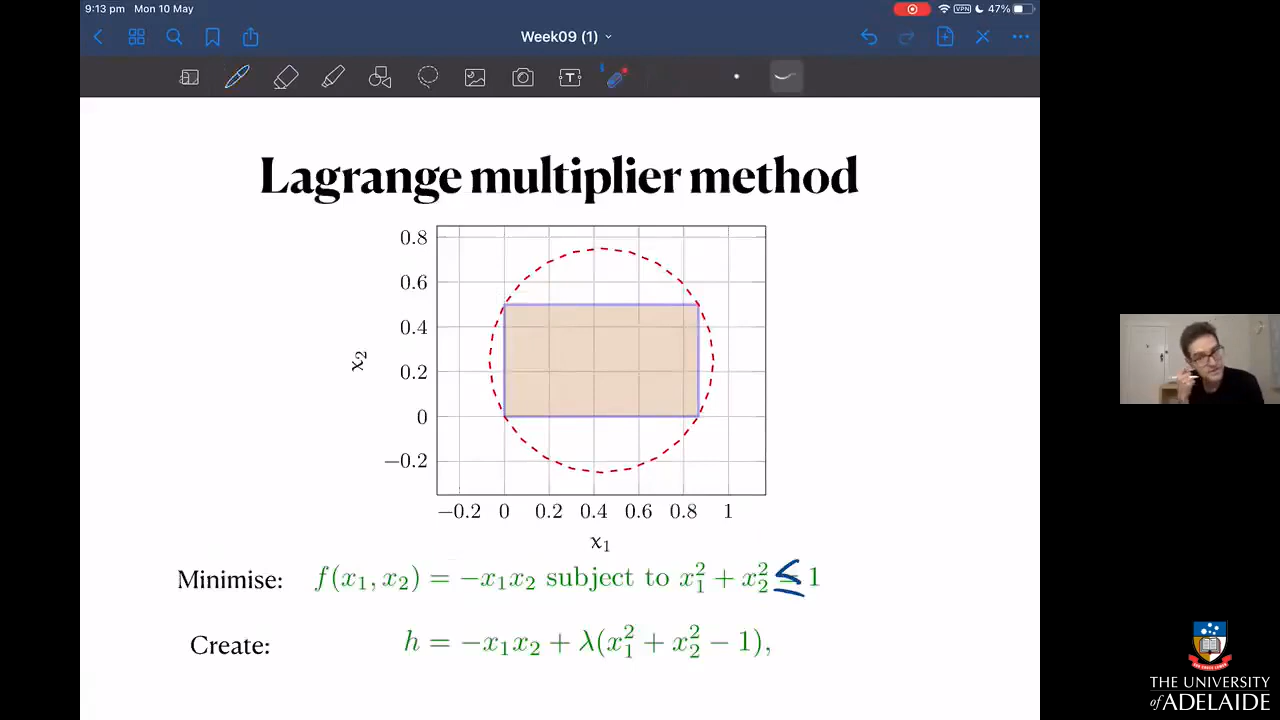 9:13 pm Mon 10 May
VPN 47%
Week09 (1)
T
Lagrange multiplier method
0.8
0.6
0.4
0.2
0
−0.2
x₂
−0.2 0 0.2 0.4 0.6 0.8 1
x₁
Minimise: f(x₁, x₂) = −x₁x₂ subject to x₁² + x₂² ≤ 1
Create: h = −x₁x₂ + λ(x₁² + x₂² − 1),
THE UNIVERSITY
of ADELAIDE